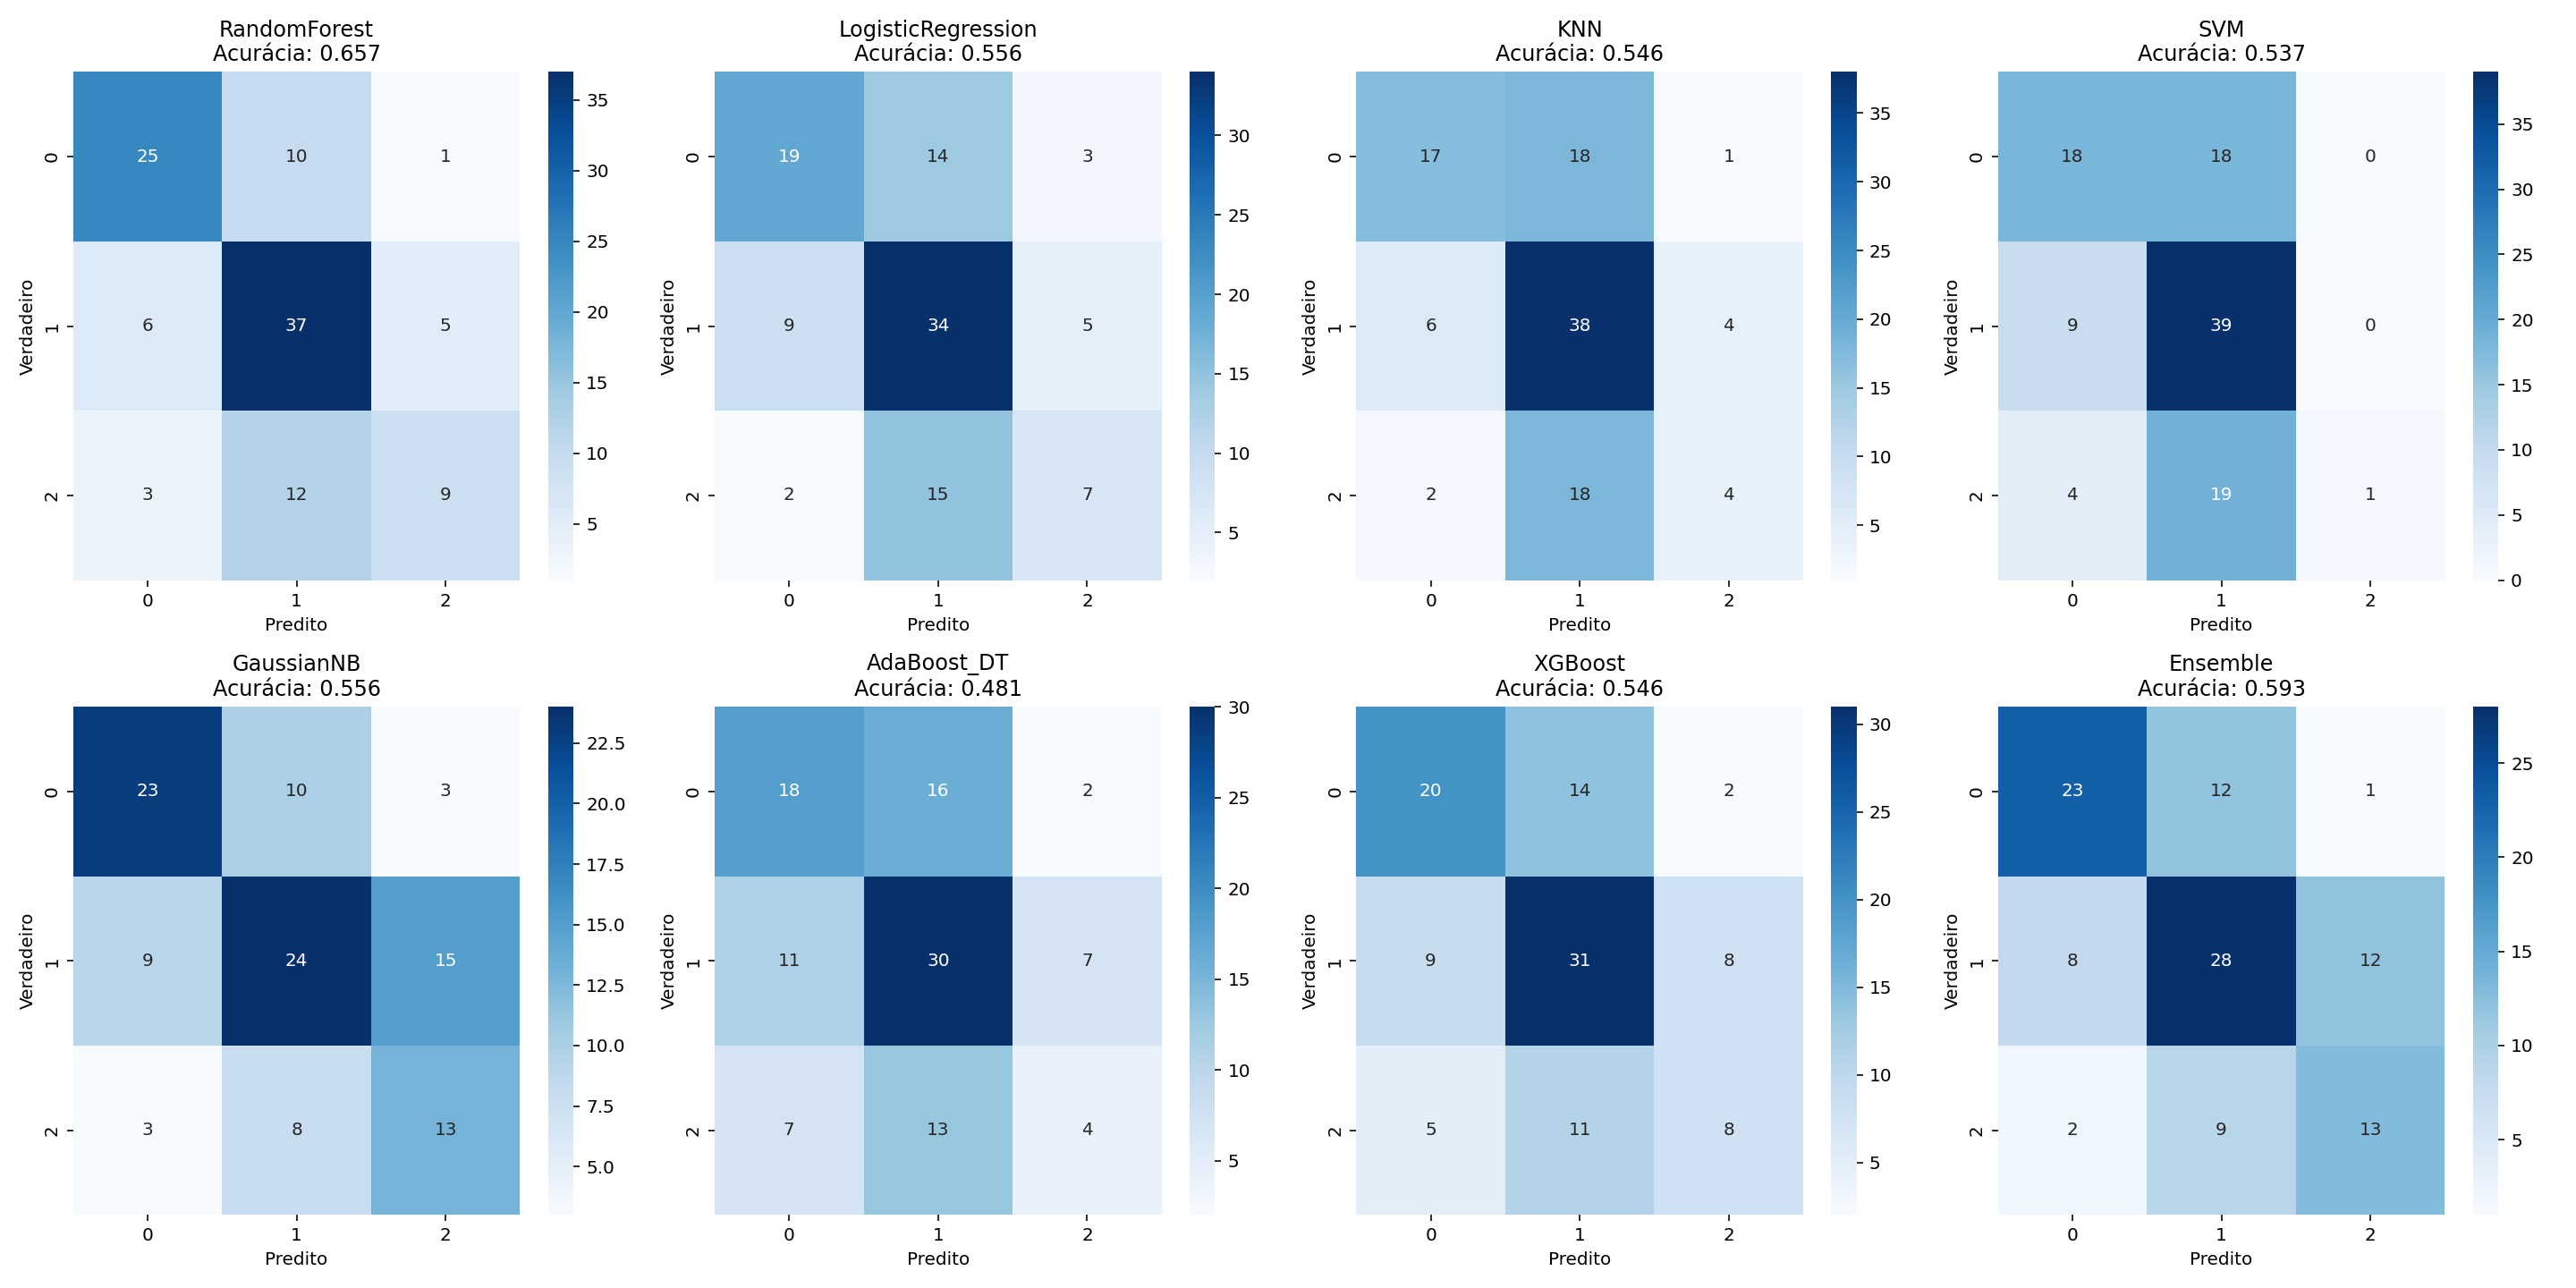 RandomForest
Acurácia: 0.657
25 10 1
6 37 5
3 12 9
0
1
2
Verdadeiro
0 1 2
Predito
35
30
25
20
15
10
5
LogisticRegression
Acurácia: 0.556
19 14 3
9 34 5
2 15 7
0
1
2
Verdadeiro
0 1 2
Predito
30
25
20
15
10
5
KNN
Acurácia: 0.546
17 18 1
6 38 4
2 18 4
0
1
2
Verdadeiro
0 1 2
Predito
35
30
25
20
15
10
5
SVM
Acurácia: 0.537
18 18 0
9 39 0
4 19 1
0
1
2
Verdadeiro
0 1 2
Predito
35
30
25
20
15
10
5
0
GaussianNB
Acurácia: 0.556
23 10 3
9 24 15
3 8 13
0
1
2
Verdadeiro
0 1 2
Predito
22.5
20.0
17.5
15.0
12.5
10.0
7.5
5.0
AdaBoost_DT
Acurácia: 0.481
18 16 2
11 30 7
7 13 4
0
1
2
Verdadeiro
0 1 2
Predito
30
25
20
15
10
5
XGBoost
Acurácia: 0.546
20 14 2
9 31 8
5 11 8
0
1
2
Verdadeiro
0 1 2
Predito
30
25
20
15
10
5
Ensemble
Acurácia: 0.593
23 12 1
8 28 12
2 9 13
0
1
2
Verdadeiro
0 1 2
Predito
25
20
15
10
5